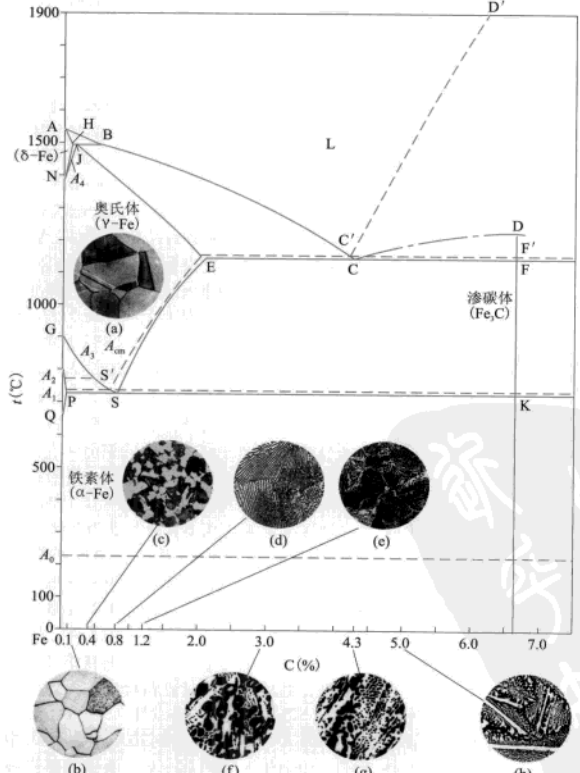 1900
D′
A
H
B
1500
(δ-Fe)
J
L
N
A₄
奥氏体
(γ-Fe)
C′
D
E
C
F′
F
1000
渗碳体
(Fe₃C)
(a)
G
A₃
Acm
S′
A₂
A₁
t(℃)
P
S
K
Q
500
铁素体
(α-Fe)
(c)
(d)
(e)
A₀
100
0
Fe 0.1 0.4 0.8 1.2 2.0 3.0 4.3 5.0 6.0 7.0
C(%)
(b)
(f)
(g)
(h)